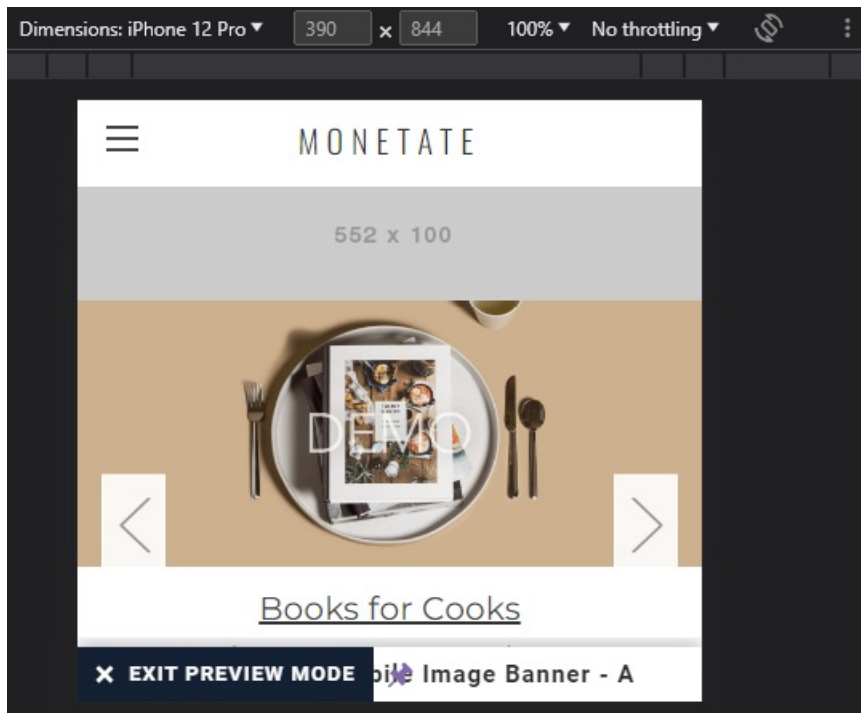 Dimensions: iPhone 12 Pro ▼ 390 x 844 100% ▼ No throttling ▼
MONETATE
552 x 100
DEMO
Books for Cooks
× EXIT PREVIEW MODE bile Image Banner - A